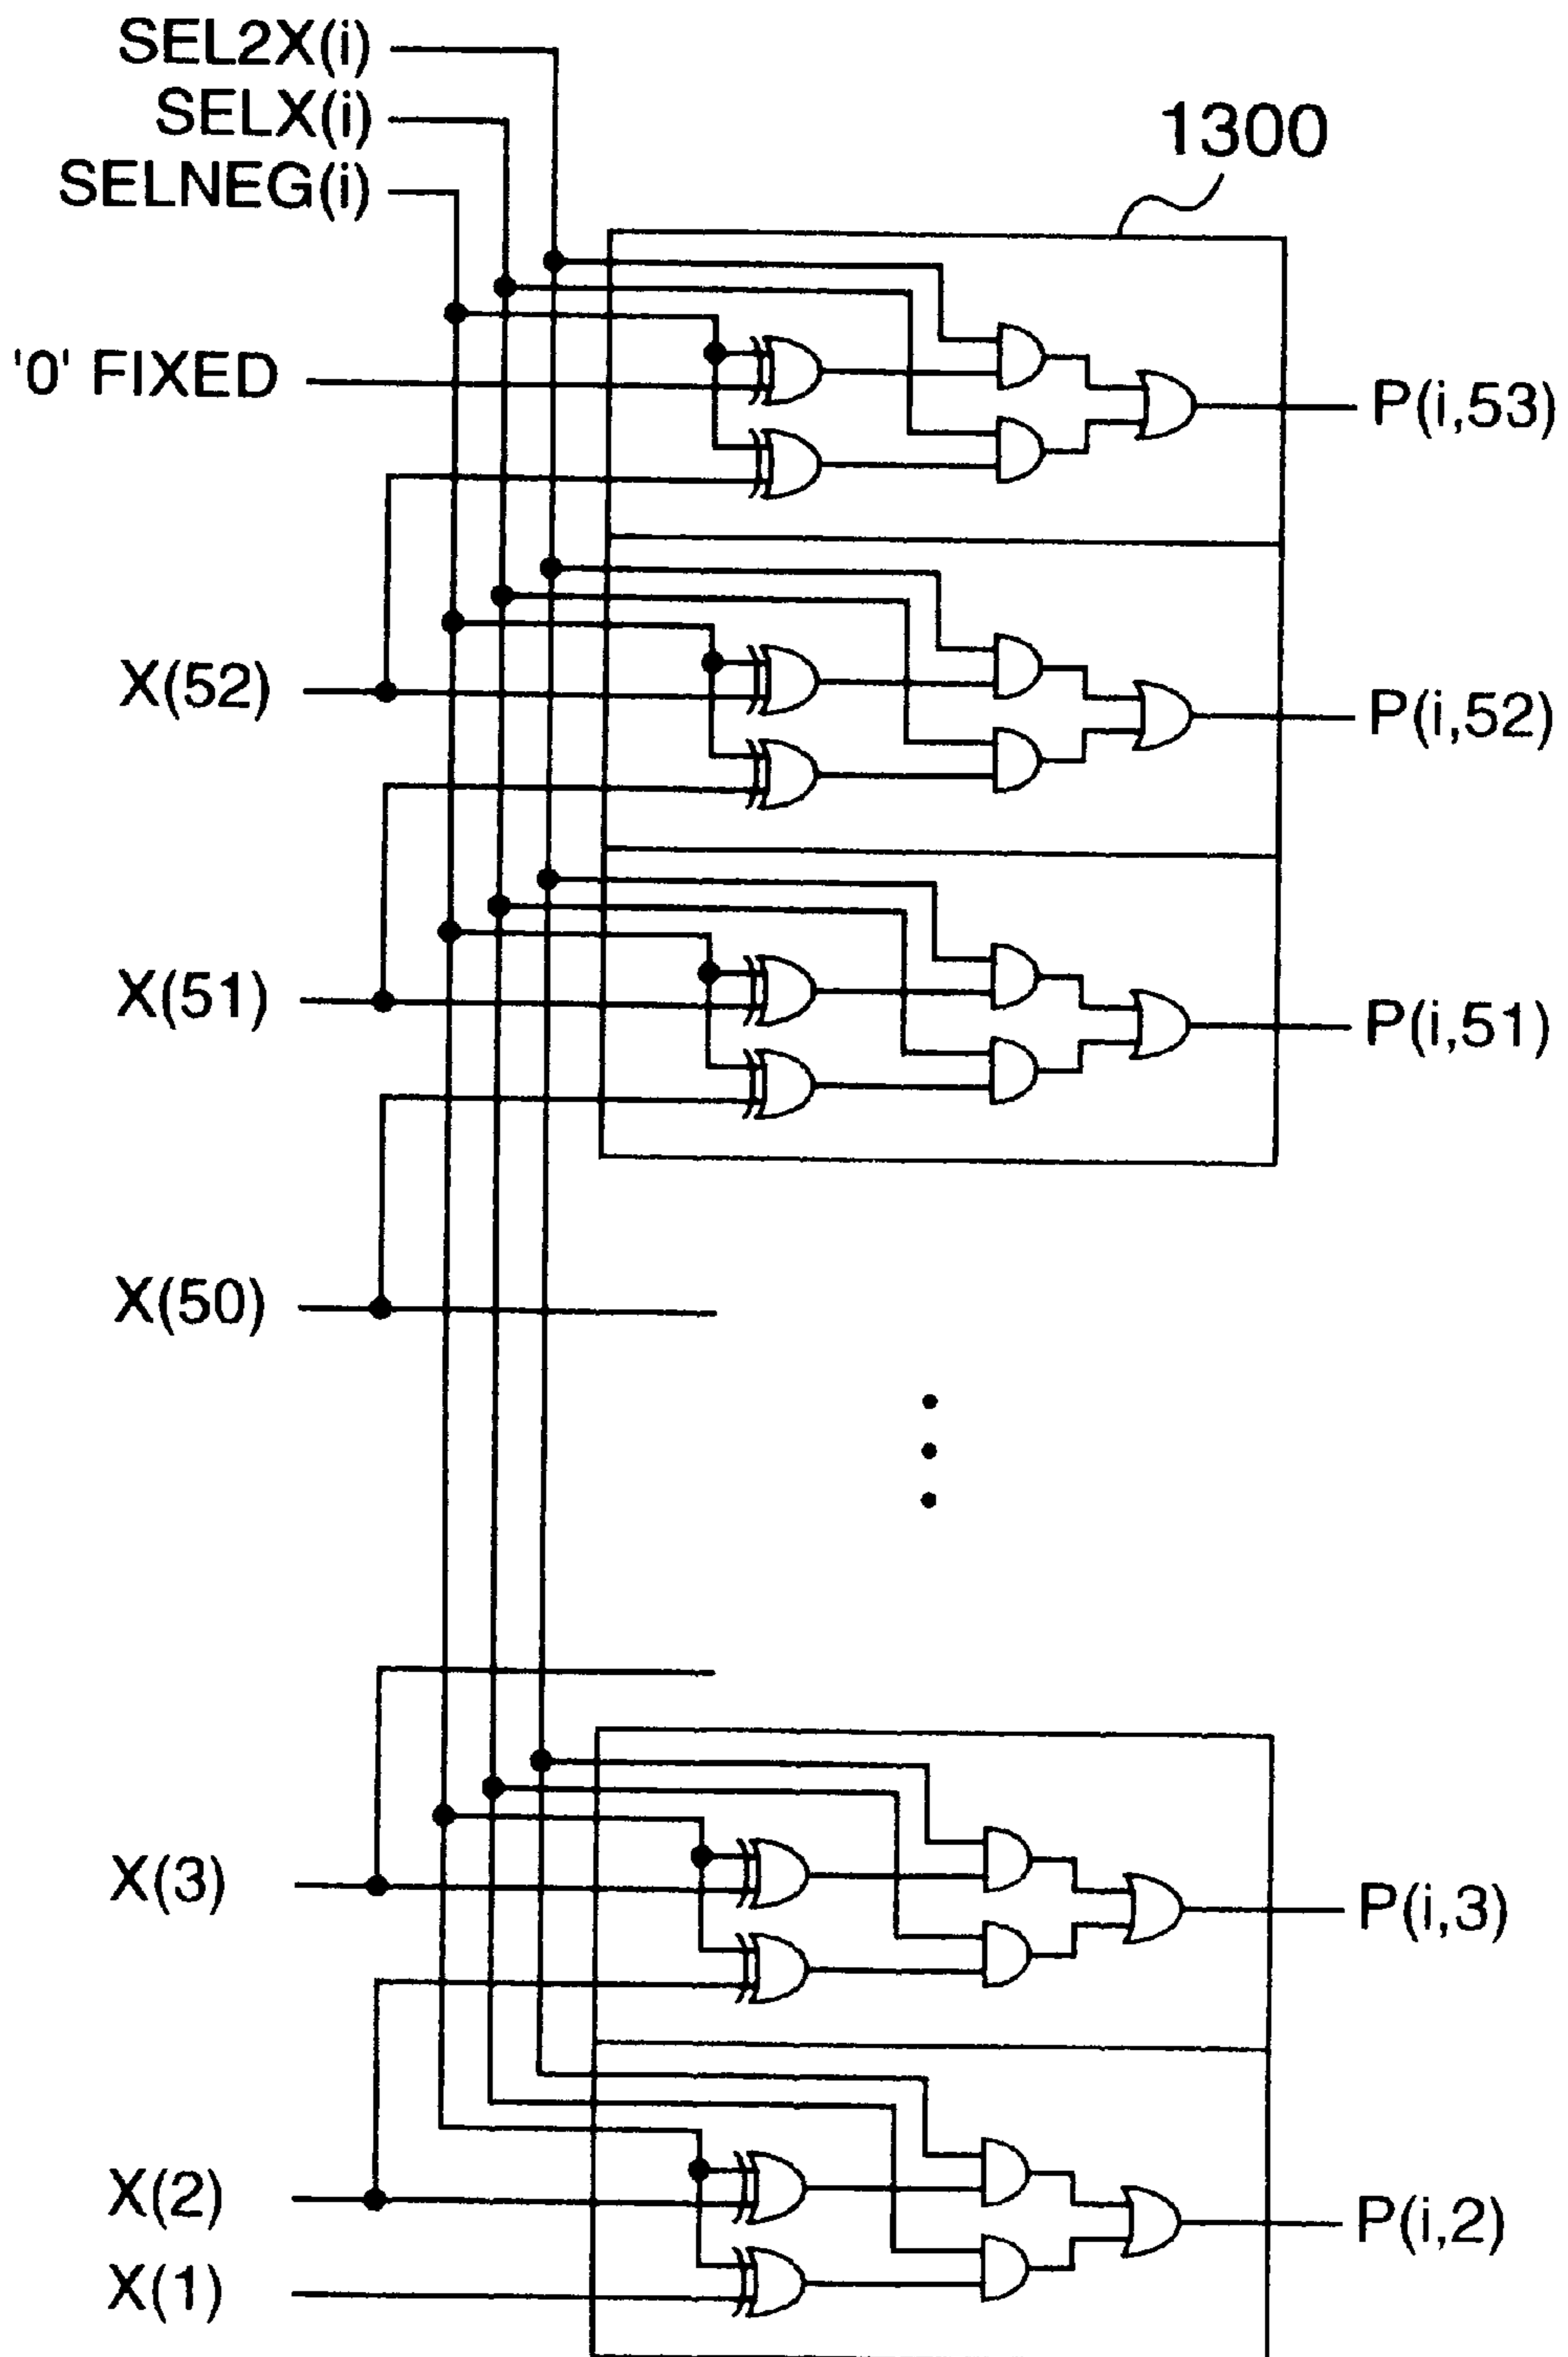 SEL2X(i)
SELX(i)
SELNEG(i)
1300
'0' FIXED
P(i,53)
X(52)
P(i,52)
X(51)
P(i,51)
X(50)
X(3)
P(i,3)
X(2)
P(i,2)
X(1)